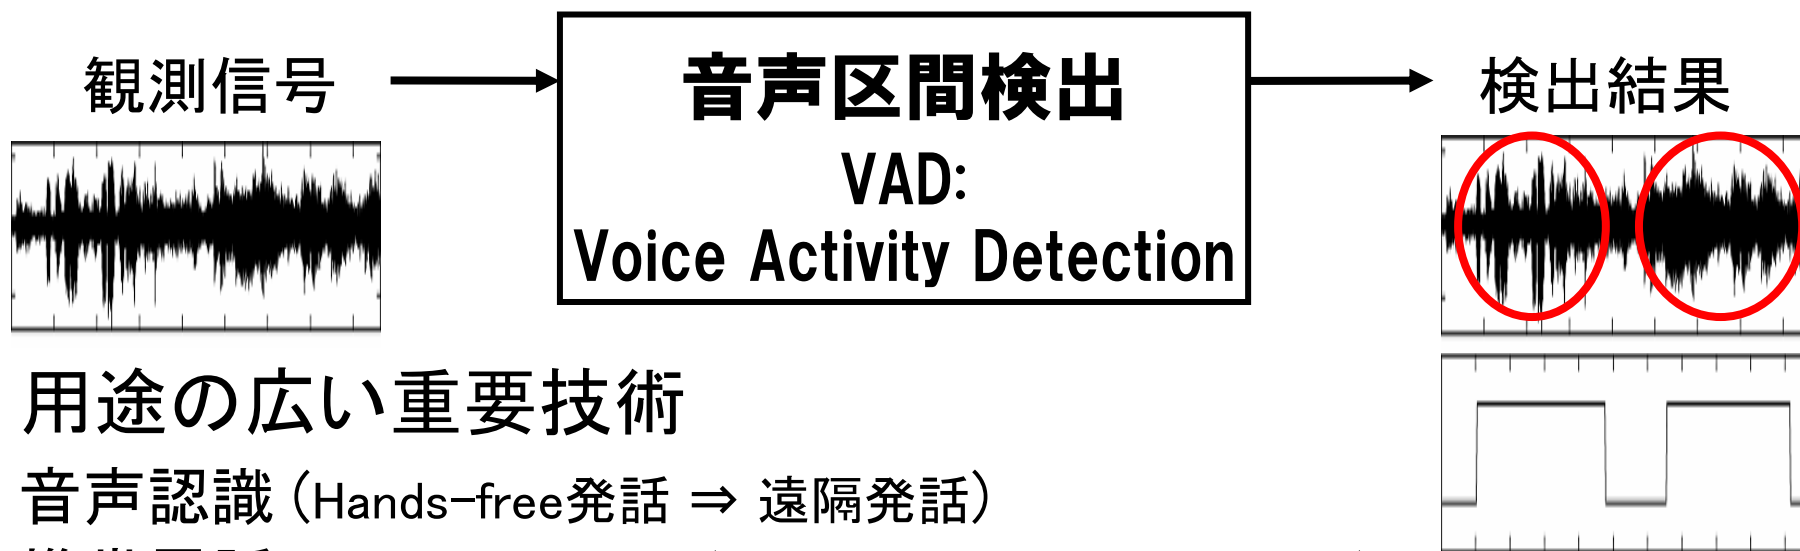 観測信号
音声区間検出
VAD:
Voice Activity Detection
検出結果
用途の広い重要技術
音声認識（Hands-free発話 ⇒ 遠隔発話）